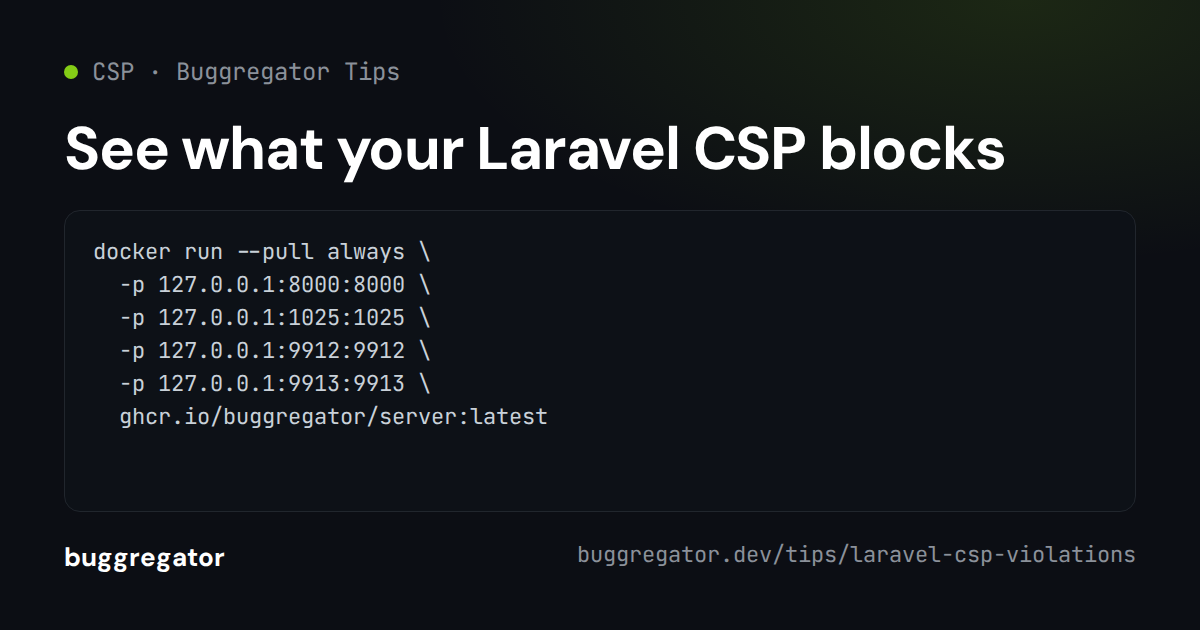 CSP · Buggregator Tips
See what your Laravel CSP blocks
docker run --pull always \
  -p 127.0.0.1:8000:8000 \
  -p 127.0.0.1:1025:1025 \
  -p 127.0.0.1:9912:9912 \
  -p 127.0.0.1:9913:9913 \
  ghcr.io/buggregator/server:latest
buggregator
buggregator.dev/tips/laravel-csp-violations